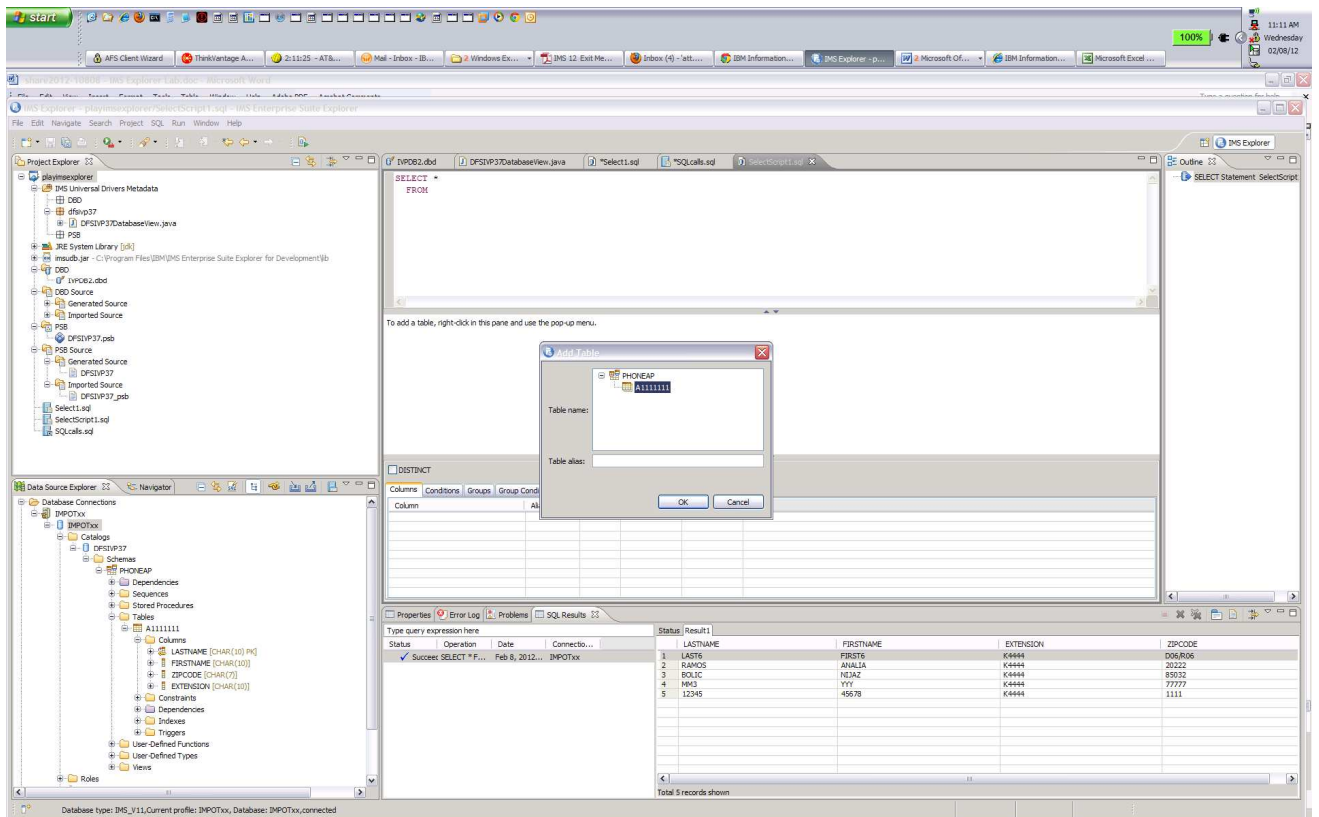 start
11:11 AM
100%
Wednesday
02/08/12
AFS Client Wizard
ThinkVantage A...
2:11:25 - AT&...
Mail - Inbox - IB...
2 Windows Ex...
IMS 12 Exit Me...
Inbox (4) - 'att...
IBM Information...
IMS Explorer - p...
2 Microsoft Of...
IBM Information...
Microsoft Excel ...
IMS Explorer - playimsexplorer/SelectScript1.sql - IMS Enterprise Suite Explorer
File Edit Navigate Search Project SQL Run Window Help
IMS Explorer
Project Explorer
IVPDB2.dbd
DFSIVP37DatabaseView.java
*Select1.sql
*SQLcalls.sql
SelectScript1.sql
Outline
playimsexplorer
IMS Universal Drivers Metadata
DBD
dfsivp37
DFSIVP37DatabaseView.java
PSB
JRE System Library [jdk]
imsudb.jar - C:\Program Files\IBM\IMS Enterprise Suite Explorer for Development\lib
DBD
IVPDB2.dbd
DBD Source
Generated Source
Imported Source
PSB
DFSIVP37.psb
PSB Source
Generated Source
DFSIVP37
Imported Source
DFSIVP37_psb
Select1.sql
SelectScript1.sql
SQLcalls.sql
SELECT *
FROM
SELECT Statement SelectScript
To add a table, right-click in this pane and use the pop-up menu.
Add Table
PHONEAP
A1111111
Table name:
Table alias:
OK Cancel
DISTINCT
Columns Conditions Groups Group Condi
Column
Data Source Explorer Navigator
Database Connections
IMPOTxx
IMPOTxx
Catalogs
DFSIVP37
Schemas
PHONEAP
Dependencies
Sequences
Stored Procedures
Tables
A1111111
Columns
LASTNAME [CHAR(10) PK]
FIRSTNAME [CHAR(10)]
ZIPCODE [CHAR(7)]
EXTENSION [CHAR(10)]
Constraints
Dependencies
Indexes
Triggers
User-Defined Functions
User-Defined Types
Views
Roles
Properties Error Log Problems SQL Results
Type query expression here
Status Operation Date Connectio...
Succeec SELECT * F... Feb 8, 2012... IMPOTxx
Status Result1
LASTNAME FIRSTNAME EXTENSION ZIPCODE
1 LAST6 FIRST6 K4444 D06/R06
2 RAMOS ANALIA K4444 20222
3 BOLIC NIJAZ K4444 85032
4 MM3 YYY K4444 77777
5 12345 45678 K4444 1111
Total 5 records shown
Database type: IMS_V11,Current profile: IMPOTxx, Database: IMPOTxx,connected